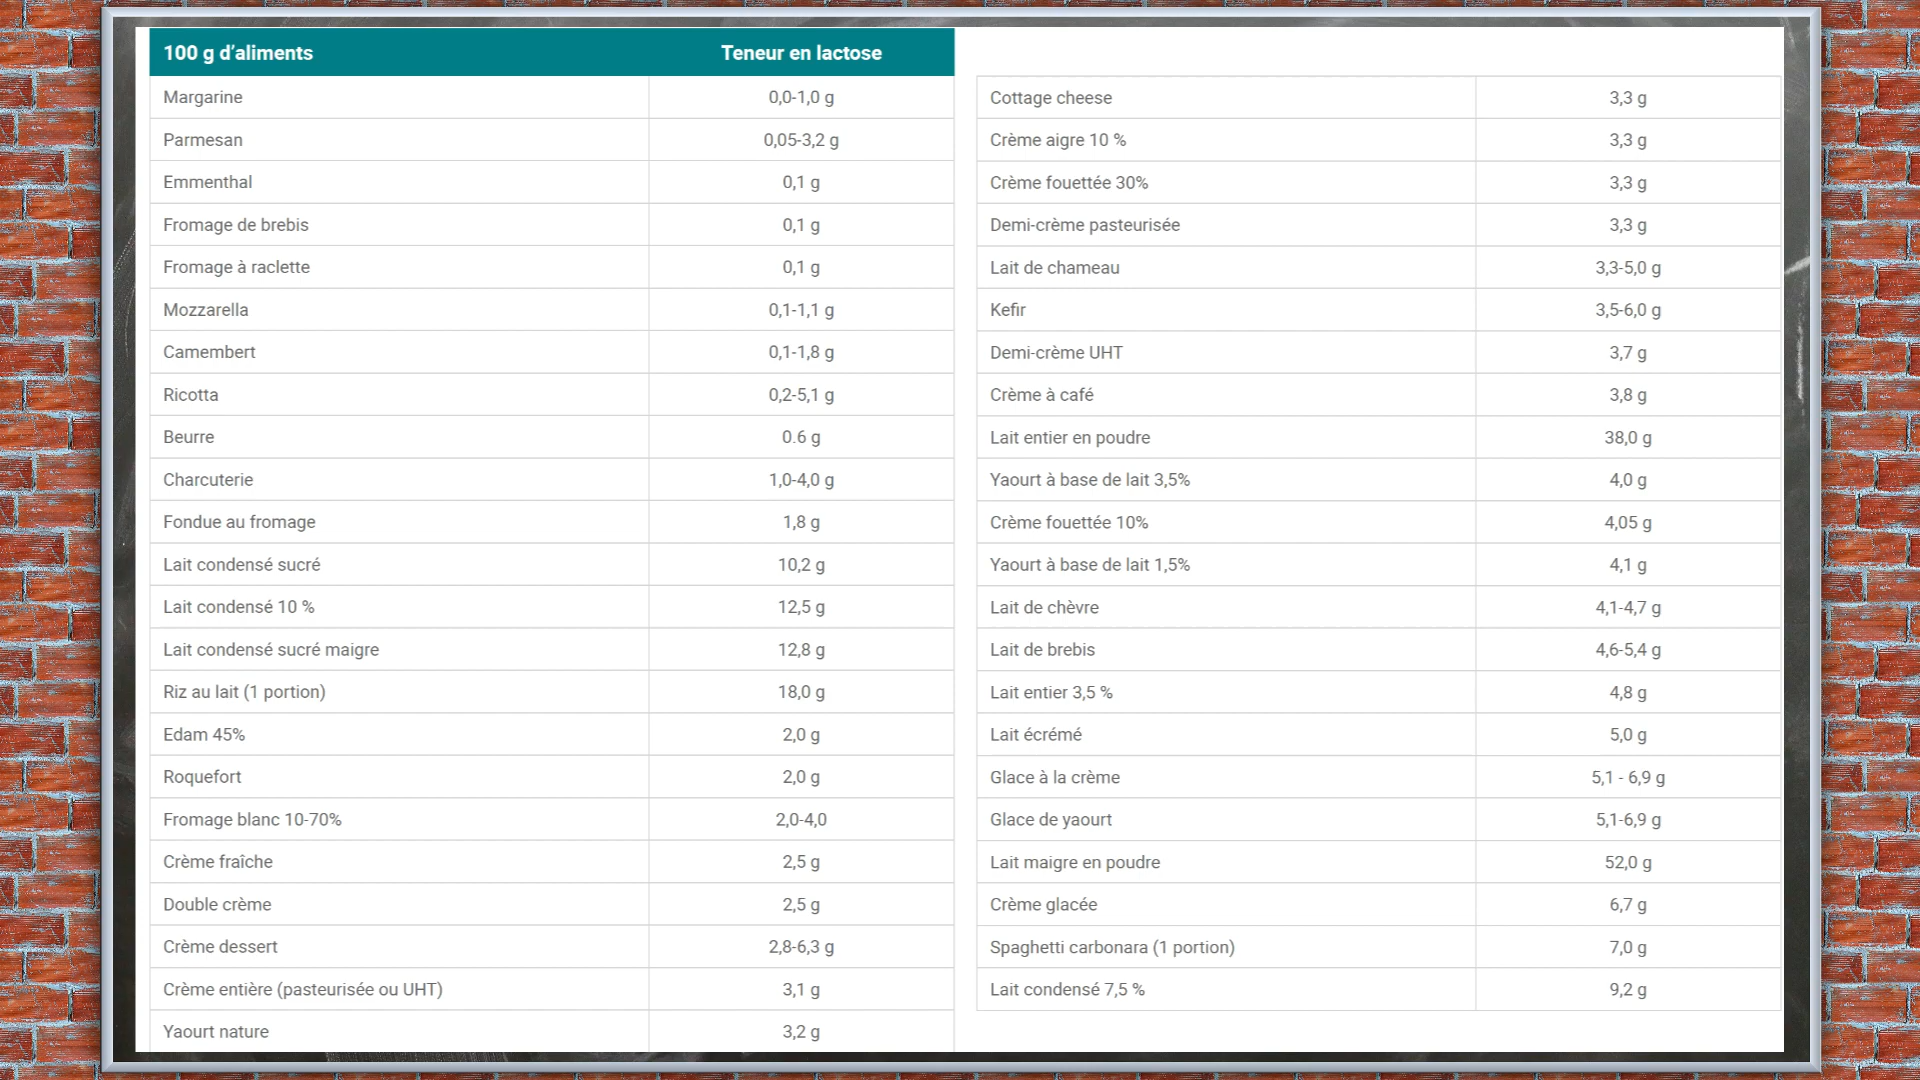 100 g d’aliments Teneur en lactose
Margarine 0,0-1,0 g
Parmesan 0,05-3,2 g
Emmenthal 0,1 g
Fromage de brebis 0,1 g
Fromage à raclette 0,1 g
Mozzarella 0,1-1,1 g
Camembert 0,1-1,8 g
Ricotta 0,2-5,1 g
Beurre 0.6 g
Charcuterie 1,0-4,0 g
Fondue au fromage 1,8 g
Lait condensé sucré 10,2 g
Lait condensé 10 % 12,5 g
Lait condensé sucré maigre 12,8 g
Riz au lait (1 portion) 18,0 g
Edam 45% 2,0 g
Roquefort 2,0 g
Fromage blanc 10-70% 2,0-4,0
Crème fraîche 2,5 g
Double crème 2,5 g
Crème dessert 2,8-6,3 g
Crème entière (pasteurisée ou UHT) 3,1 g
Yaourt nature 3,2 g
Cottage cheese 3,3 g
Crème aigre 10 % 3,3 g
Crème fouettée 30% 3,3 g
Demi-crème pasteurisée 3,3 g
Lait de chameau 3,3-5,0 g
Kefir 3,5-6,0 g
Demi-crème UHT 3,7 g
Crème à café 3,8 g
Lait entier en poudre 38,0 g
Yaourt à base de lait 3,5% 4,0 g
Crème fouettée 10% 4,05 g
Yaourt à base de lait 1,5% 4,1 g
Lait de chèvre 4,1-4,7 g
Lait de brebis 4,6-5,4 g
Lait entier 3,5 % 4,8 g
Lait écrémé 5,0 g
Glace à la crème 5,1 - 6,9 g
Glace de yaourt 5,1-6,9 g
Lait maigre en poudre 52,0 g
Crème glacée 6,7 g
Spaghetti carbonara (1 portion) 7,0 g
Lait condensé 7,5 % 9,2 g